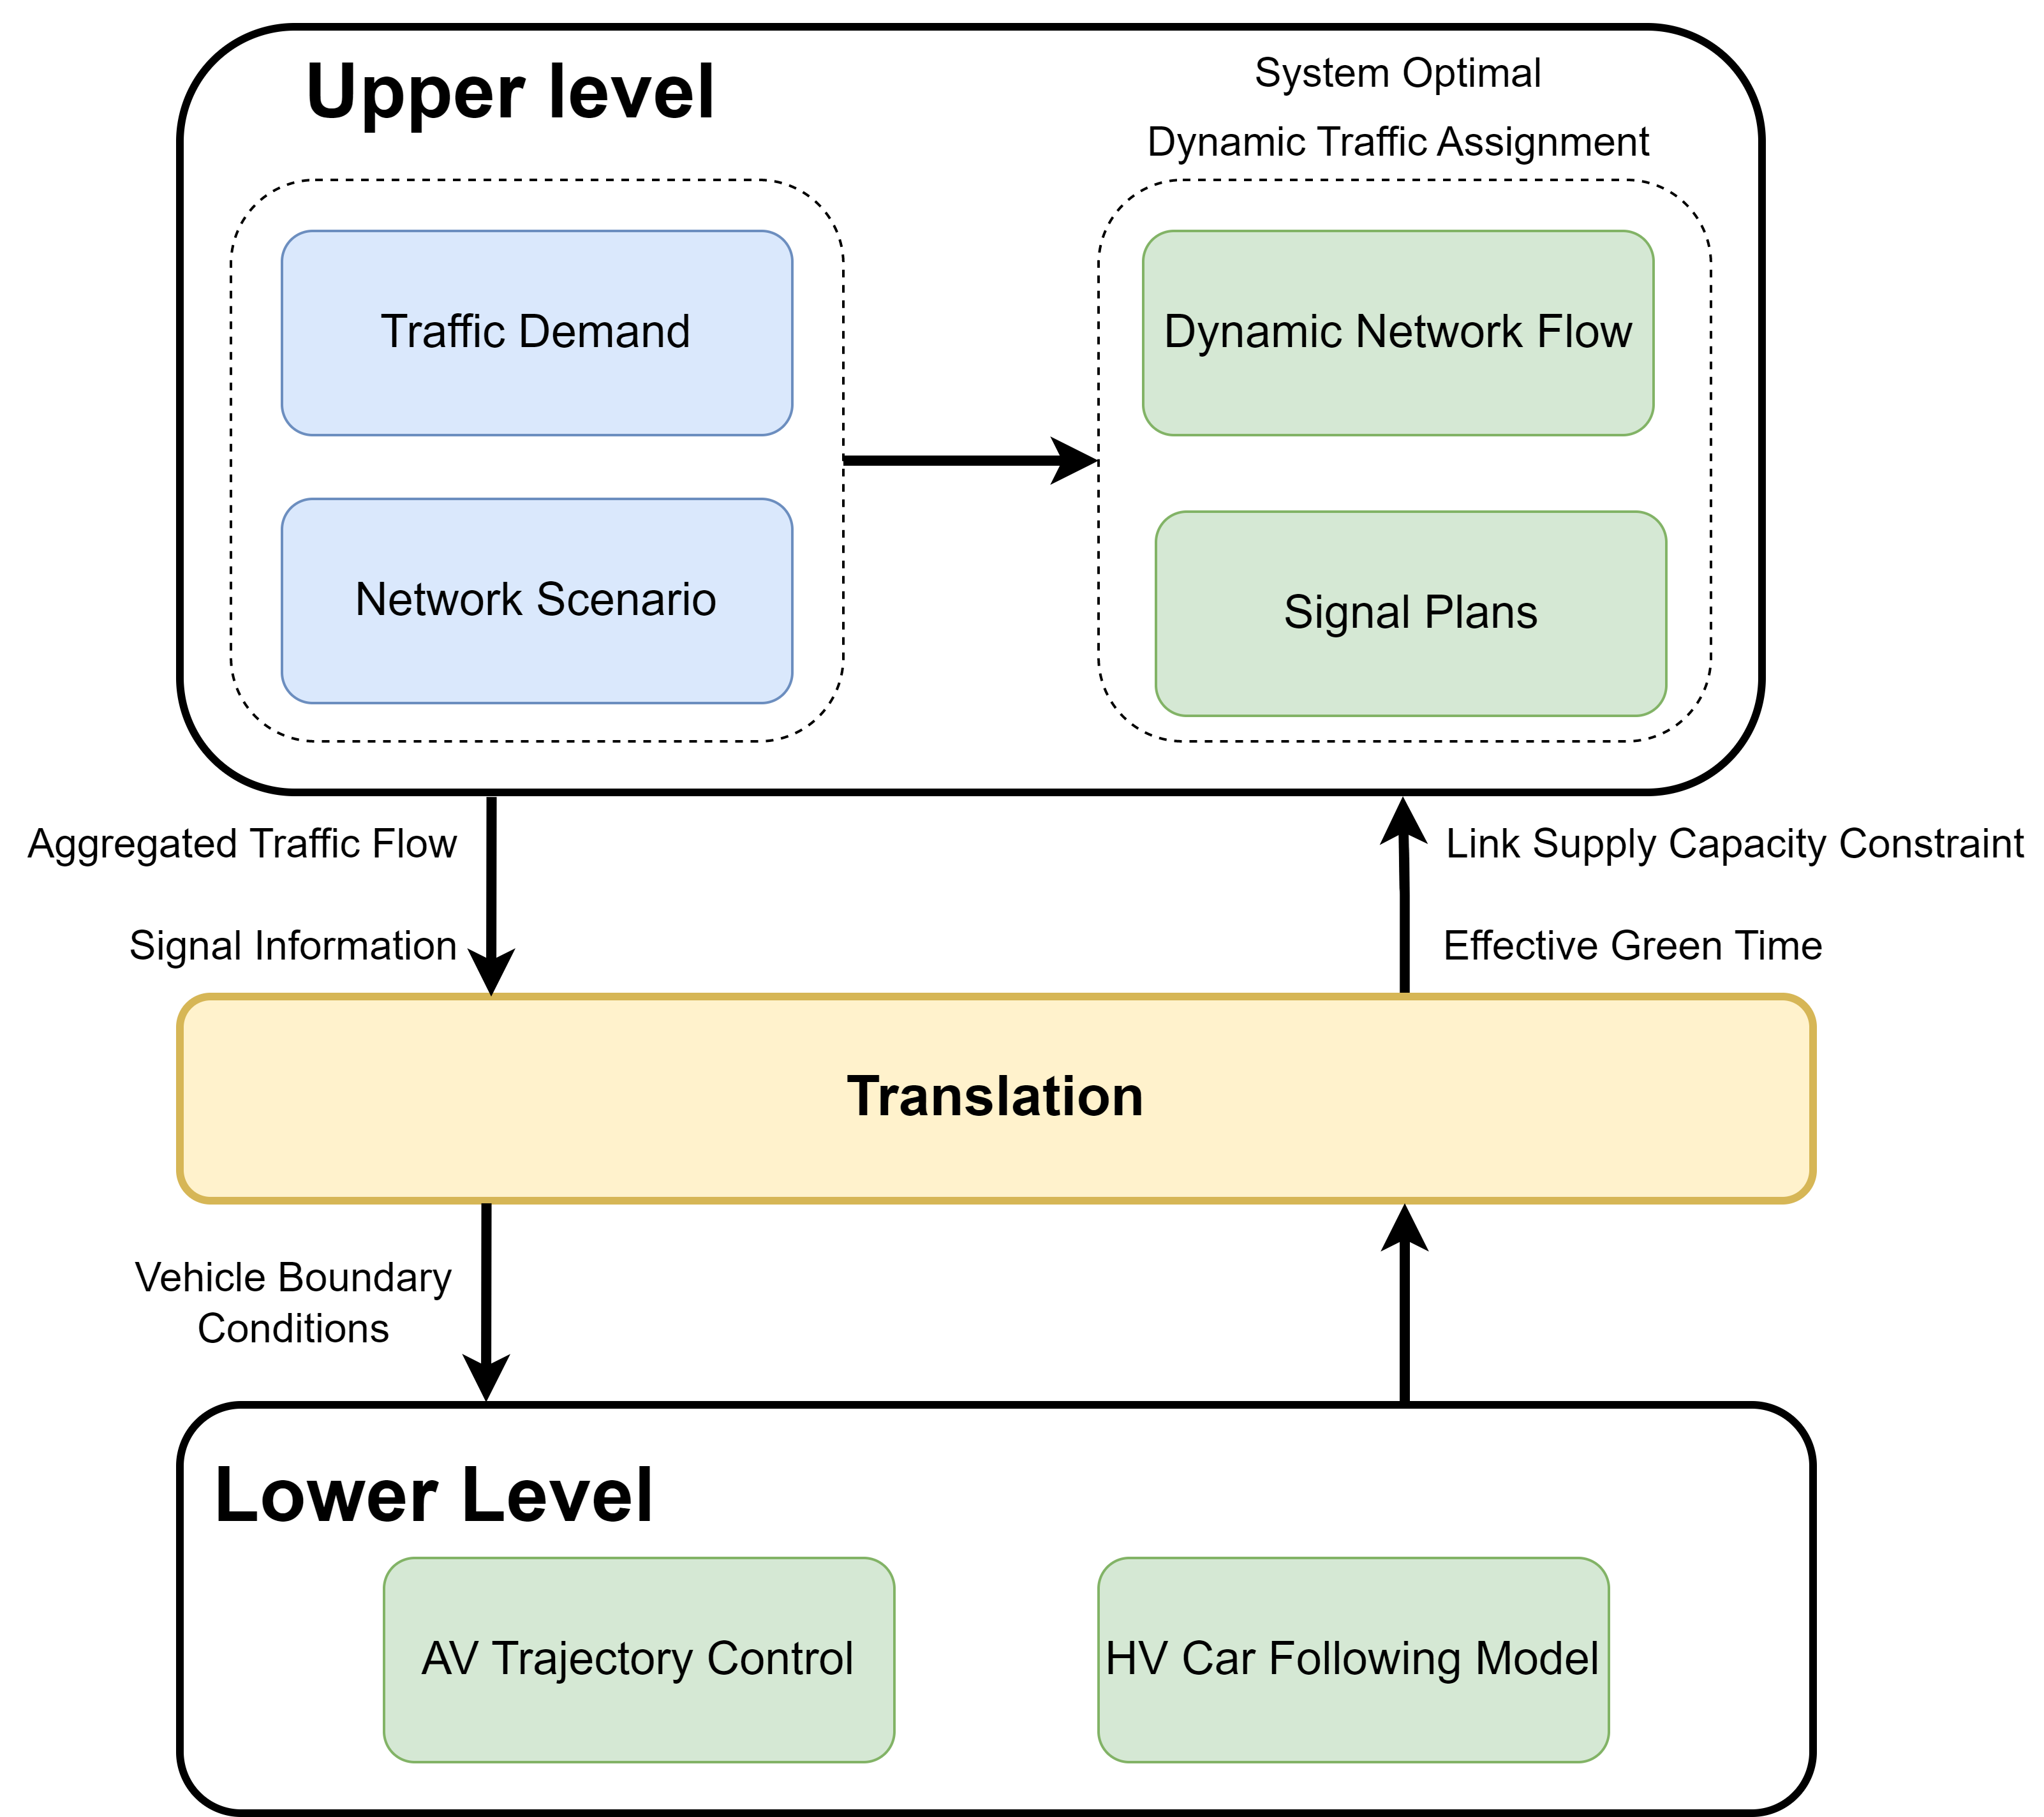 Upper level
System Optimal
Dynamic Traffic Assignment
Traffic Demand
Dynamic Network Flow
Network Scenario
Signal Plans
Aggregated Traffic Flow
Link Supply Capacity Constraint
Signal Information
Effective Green Time
Translation
Vehicle Boundary
Conditions
Lower Level
AV Trajectory Control
HV Car Following Model